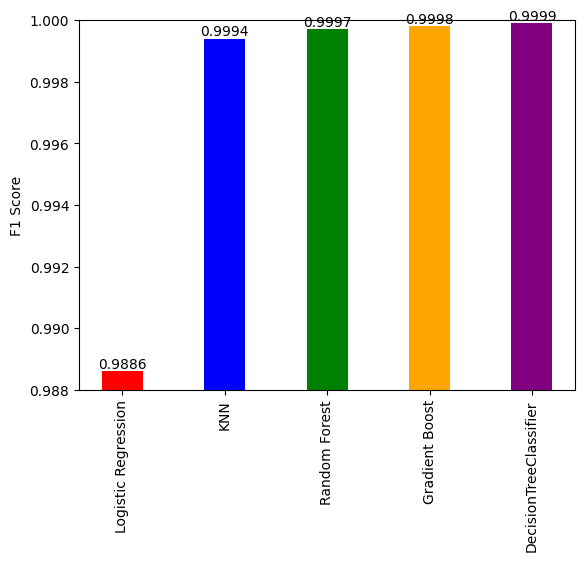 F1 Score
1.000
0.998
0.996
0.994
0.992
0.990
0.988
0.9886
0.9994
0.9997
0.9998
0.9999
Logistic Regression
KNN
Random Forest
Gradient Boost
DecisionTreeClassifier